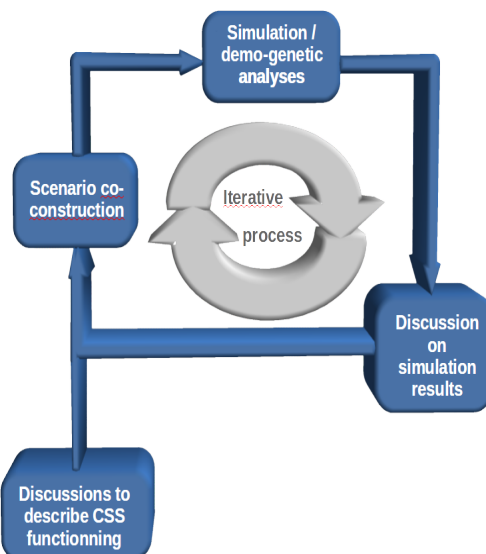 Simulation /
demo-genetic
analyses
Scenario co-
construction
Iterative
process
Discussion
on
simulation
results
Discussions to
describe CSS
functionning